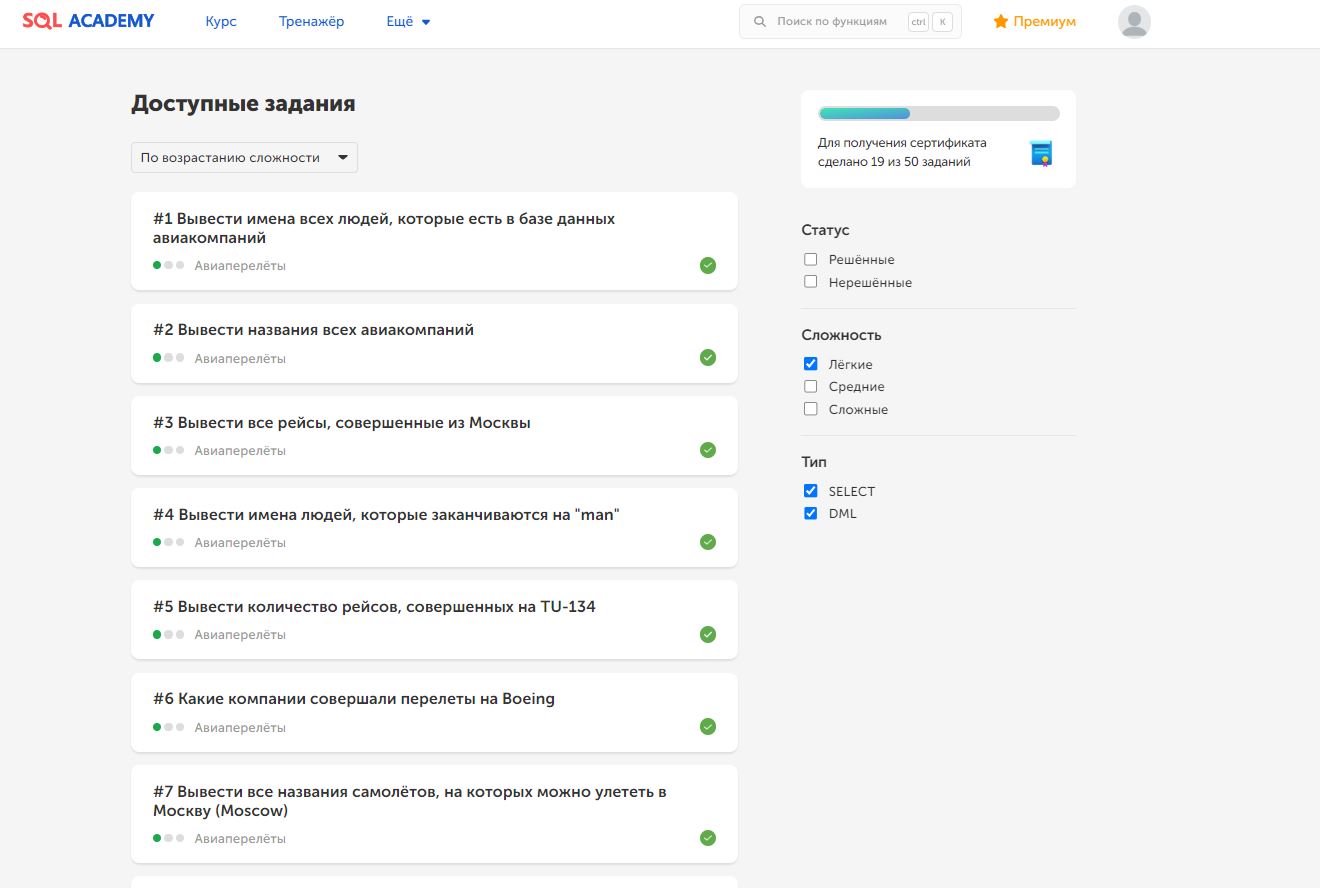 SQL ACADEMY
Курс
Тренажёр
Ещё
Поиск по функциям
ctrl
K
Премиум
Доступные задания
По возрастанию сложности
#1 Вывести имена всех людей, которые есть в базе данных
авиакомпаний
Авиаперелёты
#2 Вывести названия всех авиакомпаний
Авиаперелёты
#3 Вывести все рейсы, совершенные из Москвы
Авиаперелёты
#4 Вывести имена людей, которые заканчиваются на "man"
Авиаперелёты
#5 Вывести количество рейсов, совершенных на TU-134
Авиаперелёты
#6 Какие компании совершали перелеты на Boeing
Авиаперелёты
#7 Вывести все названия самолётов, на которых можно улететь в
Москву (Moscow)
Авиаперелёты
Для получения сертификата
сделано 19 из 50 заданий
Статус
Решённые
Нерешённые
Сложность
Лёгкие
Средние
Сложные
Тип
SELECT
DML